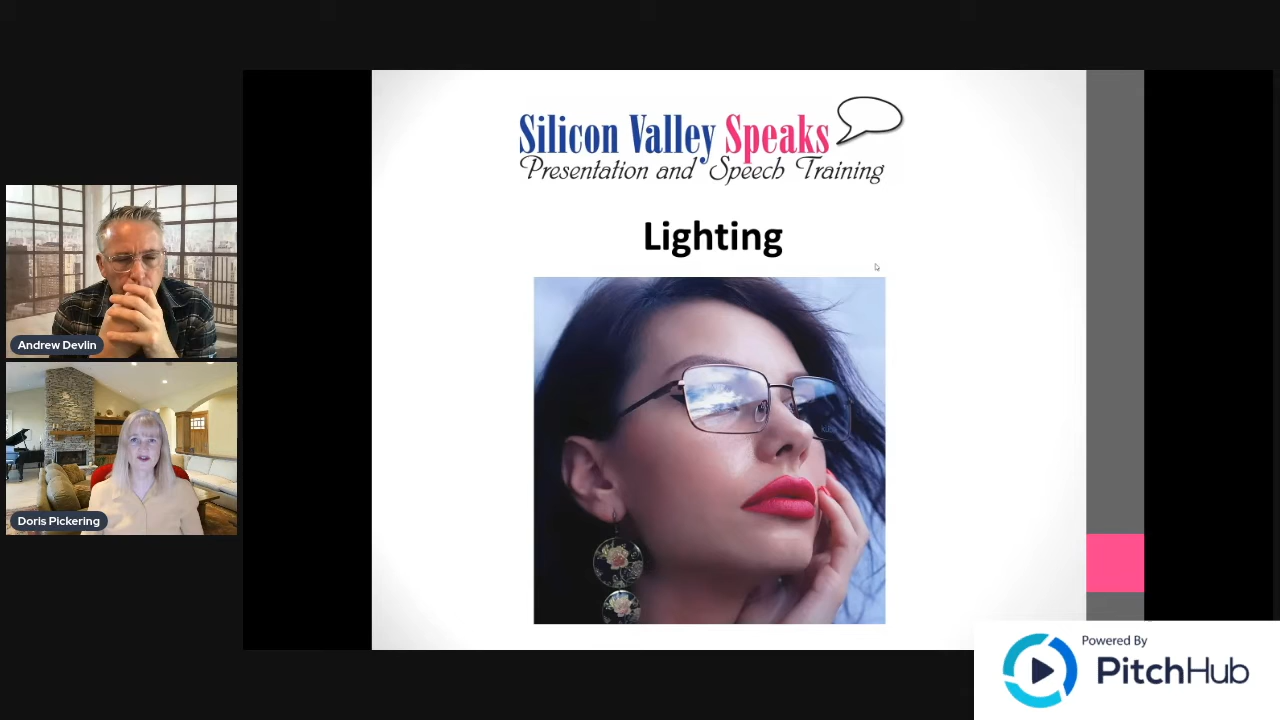 Silicon Valley Speaks
Presentation and Speech Training
Lighting
Andrew Devlin
Doris Pickering
Powered By
PitchHub